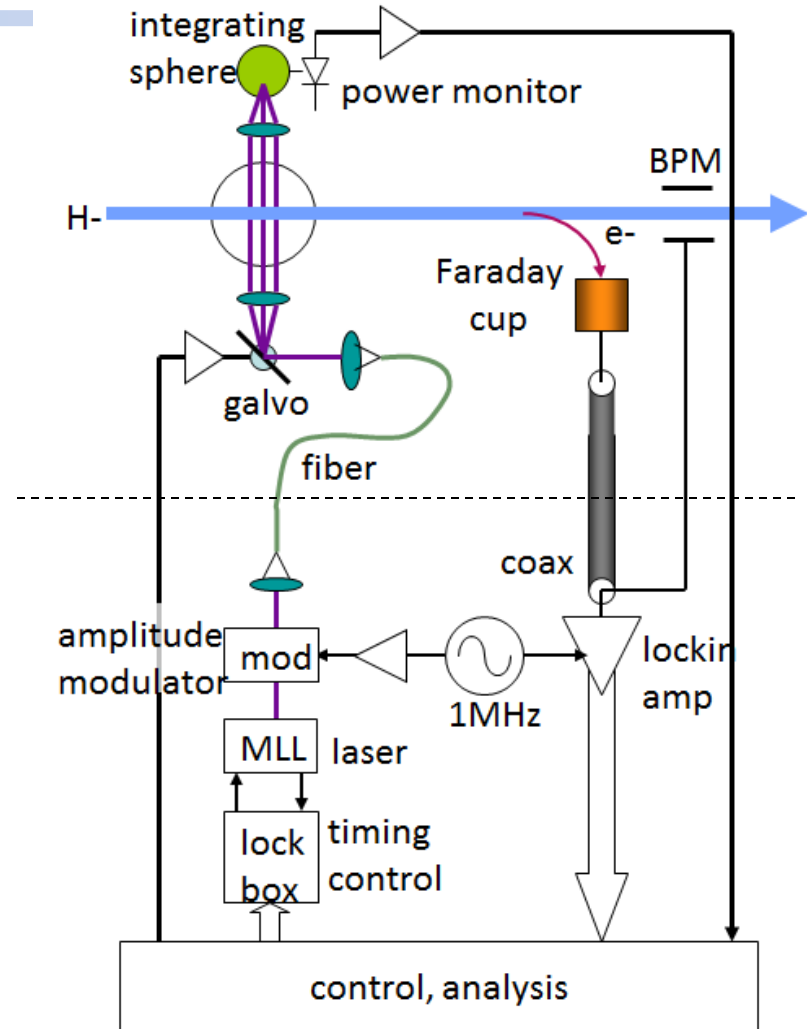 integrating
sphere
power monitor
BPM
H-
e-
Faraday
cup
galvo
fiber
coax
amplitude
modulator
mod
1MHz
lockin
amp
MLL
laser
lock
box
timing
control
control, analysis